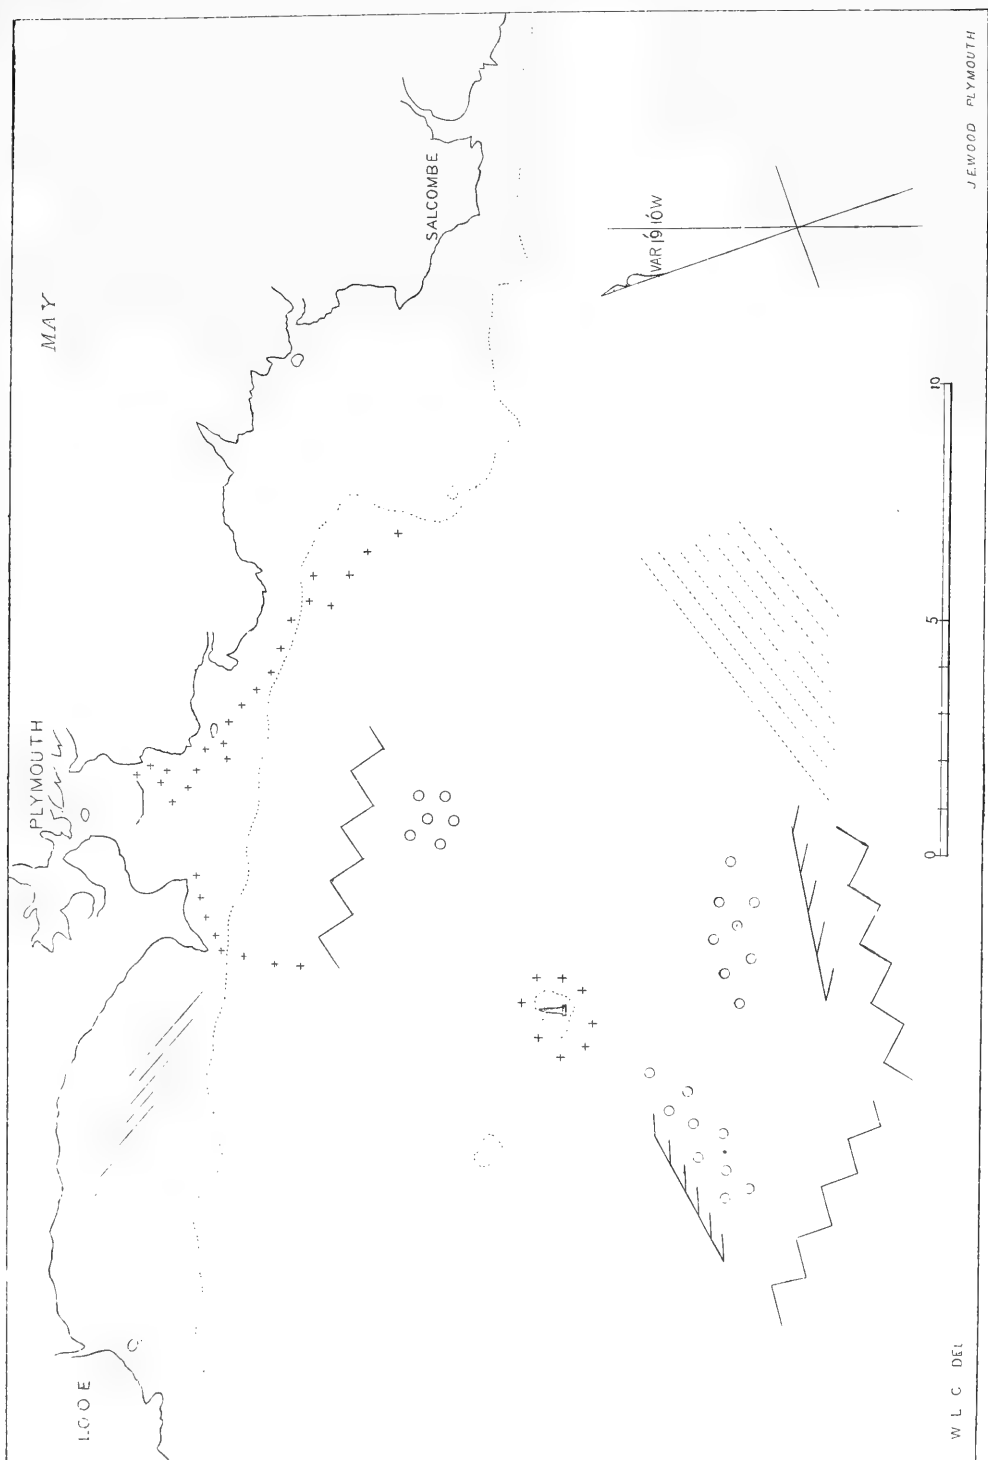 MAY
PLYMOUTH
SALCOMBE
LOOE
VAR 19°10'W
0 5 10
W L C DEL
J E WOOD PLYMOUTH